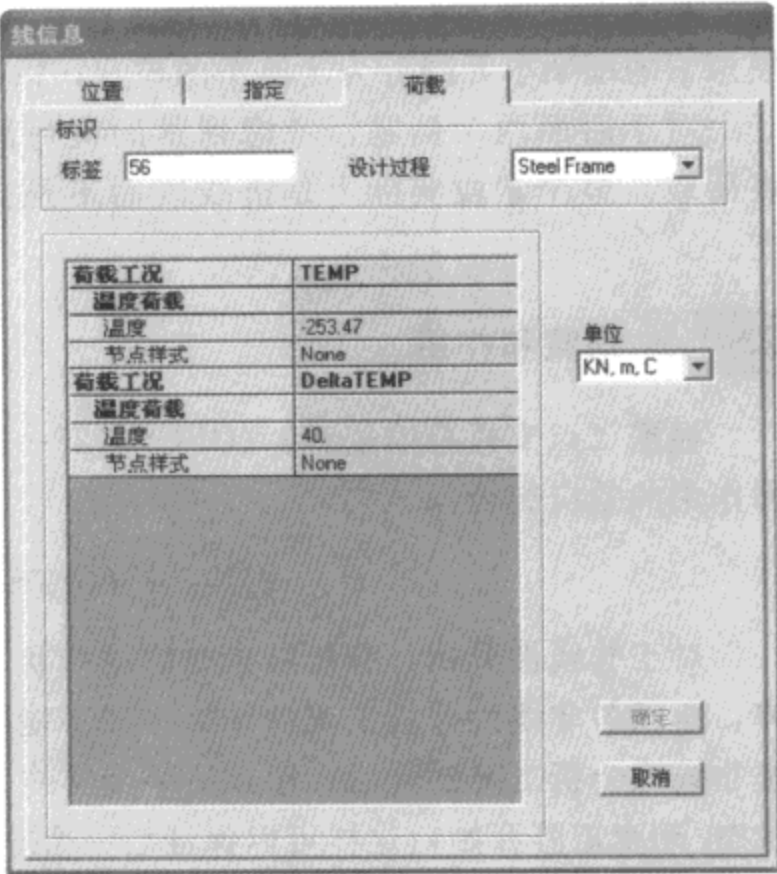 线信息
位置 指定 荷载
标识
标签 56 设计过程 Steel Frame
荷载工况 TEMP
温度荷载
温度 -253.47
节点样式 None
荷载工况 DeltaTEMP
温度荷载
温度 40.
节点样式 None
单位
KN, m, C
确定
取消